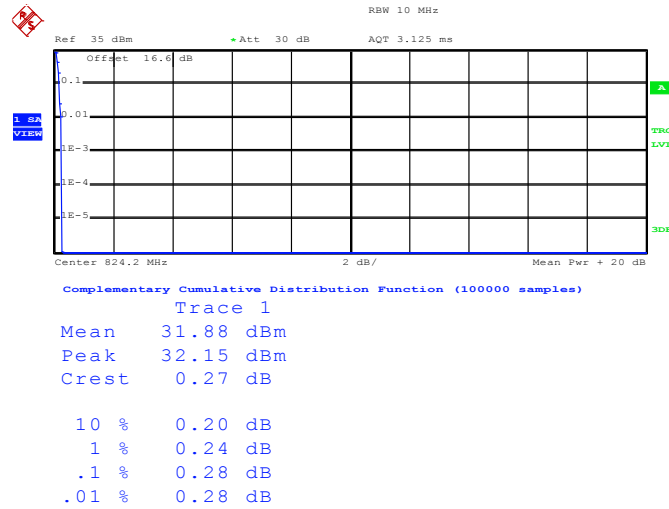 RBW 10 MHz
Ref 35 dBm *Att 30 dB AQT 3.125 ms
Offset 16.6 dB
0.1
A
0.01
1 SA
VIEW
TRG
LVL
1E-3
1E-4
1E-5
3DB
Center 824.2 MHz 2 dB/ Mean Pwr + 20 dB
Complementary Cumulative Distribution Function (100000 samples)
Trace 1
Mean 31.88 dBm
Peak 32.15 dBm
Crest 0.27 dB
10 % 0.20 dB
1 % 0.24 dB
.1 % 0.28 dB
.01 % 0.28 dB